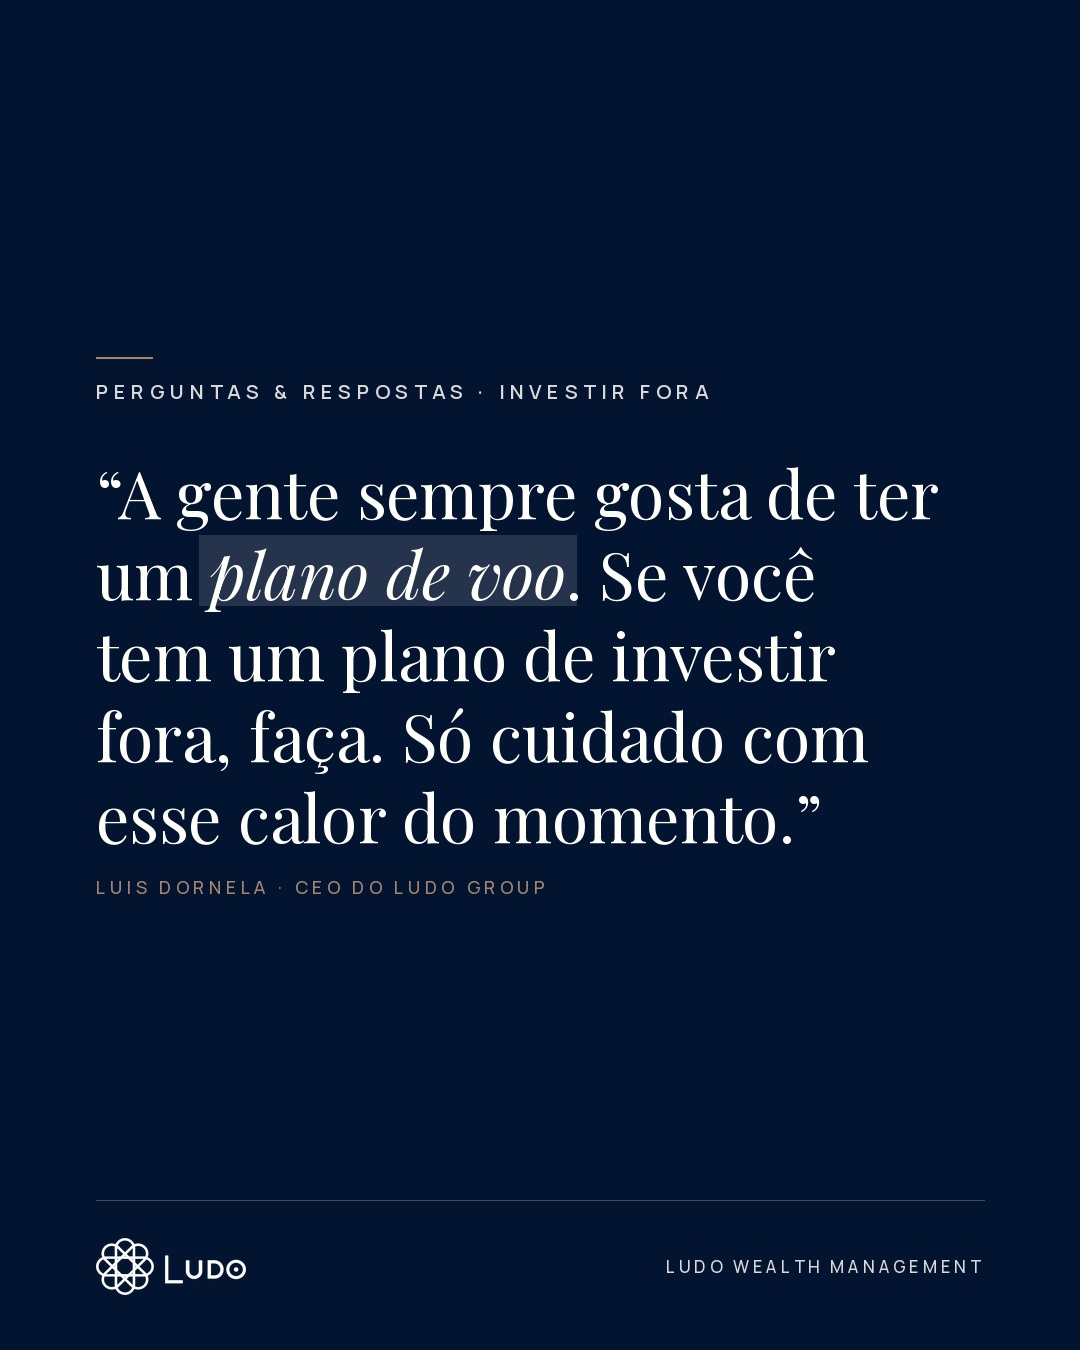 PERGUNTAS & RESPOSTAS · INVESTIR FORA
“A gente sempre gosta de ter
um plano de voo. Se você
tem um plano de investir
fora, faça. Só cuidado com
esse calor do momento.”
LUIS DORNELA · CEO DO LUDO GROUP
LUDO
LUDO WEALTH MANAGEMENT